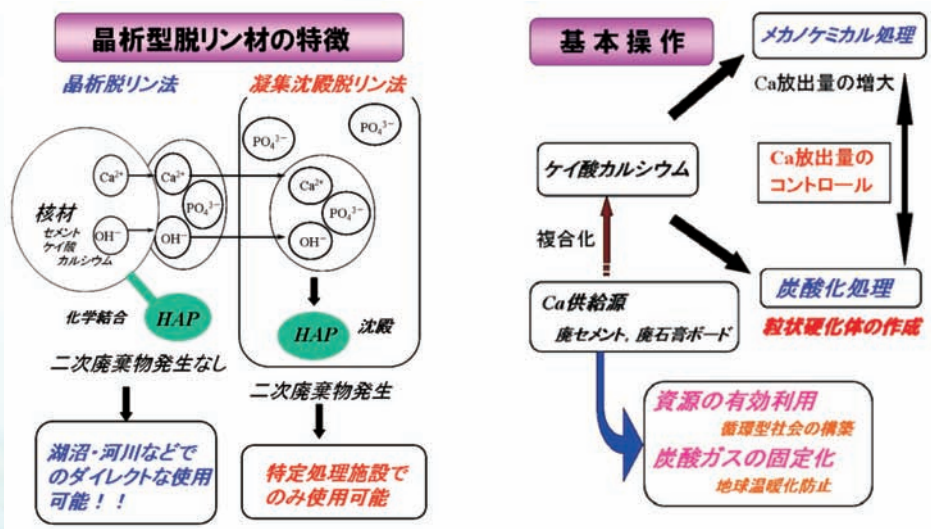 晶析型脱リン材の特徴
晶析脱リン法
凝集沈殿脱リン法
PO₄³⁻
PO₄³⁻
Ca²⁺
Ca²⁺
Ca²⁺
PO₄³⁻
PO₄³⁻
核材
セメント
ケイ酸
カルシウム
OH⁻
OH⁻
OH⁻
化学結合
HAP
HAP
沈殿
二次廃棄物発生なし
二次廃棄物発生
湖沼・河川などで
のダイレクトな使用
可能！！
特定処理施設で
のみ使用可能
基本操作
メカノケミカル処理
Ca放出量の増大
ケイ酸カルシウム
Ca放出量の
コントロール
複合化
炭酸化処理
粒状硬化体の作成
Ca供給源
廃セメント，廃石膏ボード
資源の有効利用
循環型社会の構築
炭酸ガスの固定化
地球温暖化防止